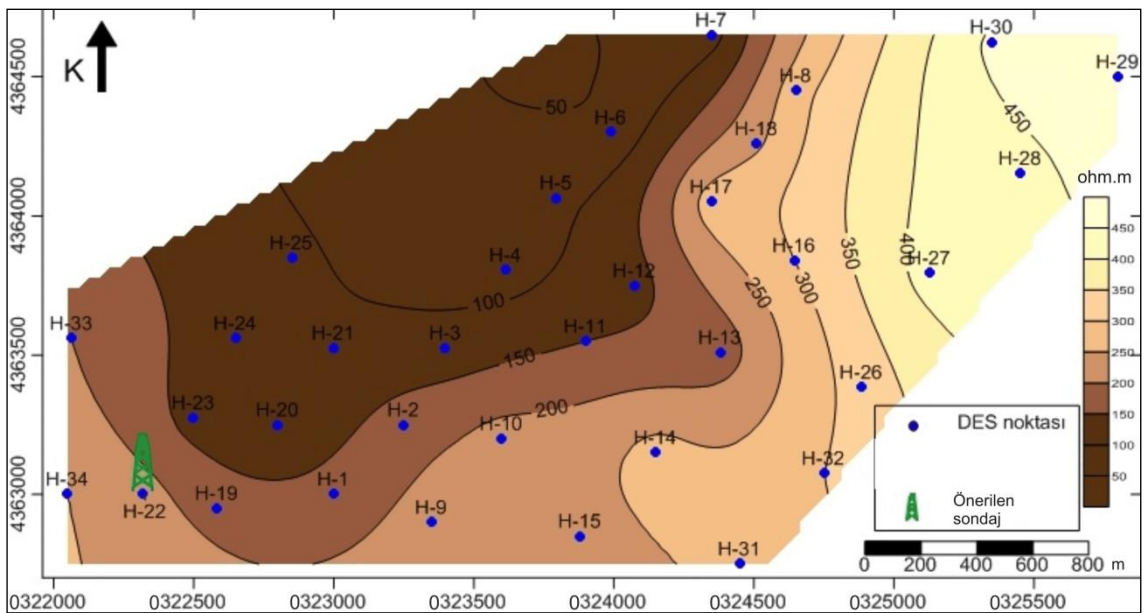 H-7
H-30
K
H-29
H-8
50
450
H-6
H-18
H-28
ohm.m
H-5
H-17
450
H-25
H-16
350
400
H-27
400
H-4
H-12
350
100
250
300
300
H-33
H-24
H-21
H-3
H-11
150
H-13
250
H-26
200
H-23
H-20
H-2
200
150
H-10
DES noktası
100
H-14
50
H-34
H-1
H-32
H-19
H-22
H-9
Önerilen
sondaj
H-15
H-31
0 200 400 600 800 m
4364500
4364000
4363500
4363000
0322000 0322500 0323000 0323500 0324000 0324500 0325000 0325500